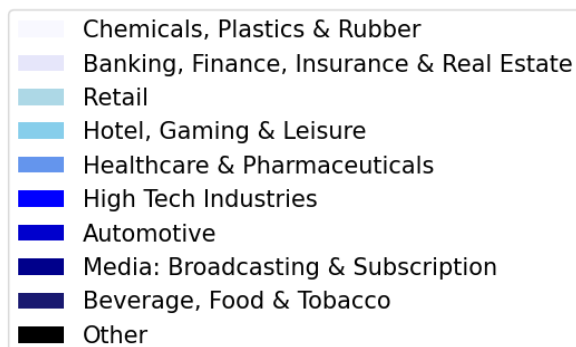 Chemicals, Plastics & Rubber
Banking, Finance, Insurance & Real Estate
Retail
Hotel, Gaming & Leisure
Healthcare & Pharmaceuticals
High Tech Industries
Automotive
Media: Broadcasting & Subscription
Beverage, Food & Tobacco
Other